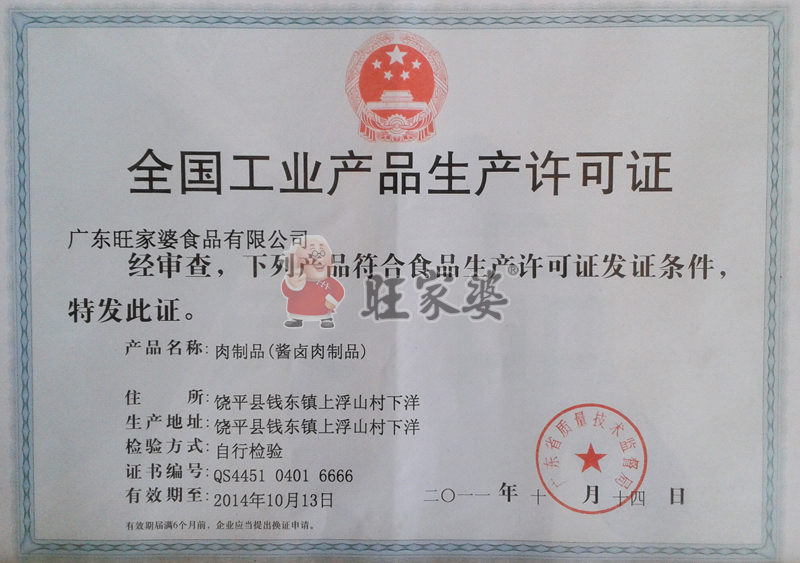 全国工业产品生产许可证
广东旺家婆食品有限公司
经审查，下列产品符合食品生产许可证发证条件，
特发此证。
旺家婆®
产品名称: 肉制品(酱卤肉制品)
住 所: 饶平县钱东镇上浮山村下洋
生产地址: 饶平县钱东镇上浮山村下洋
检验方式: 自行检验
证书编号: QS4451 0401 6666
有效期至: 2014年10月13日
二〇一一 年 十 月 十四 日
广东省质量技术监督局
有效期届满6个月前、企业应当提出换证申请。